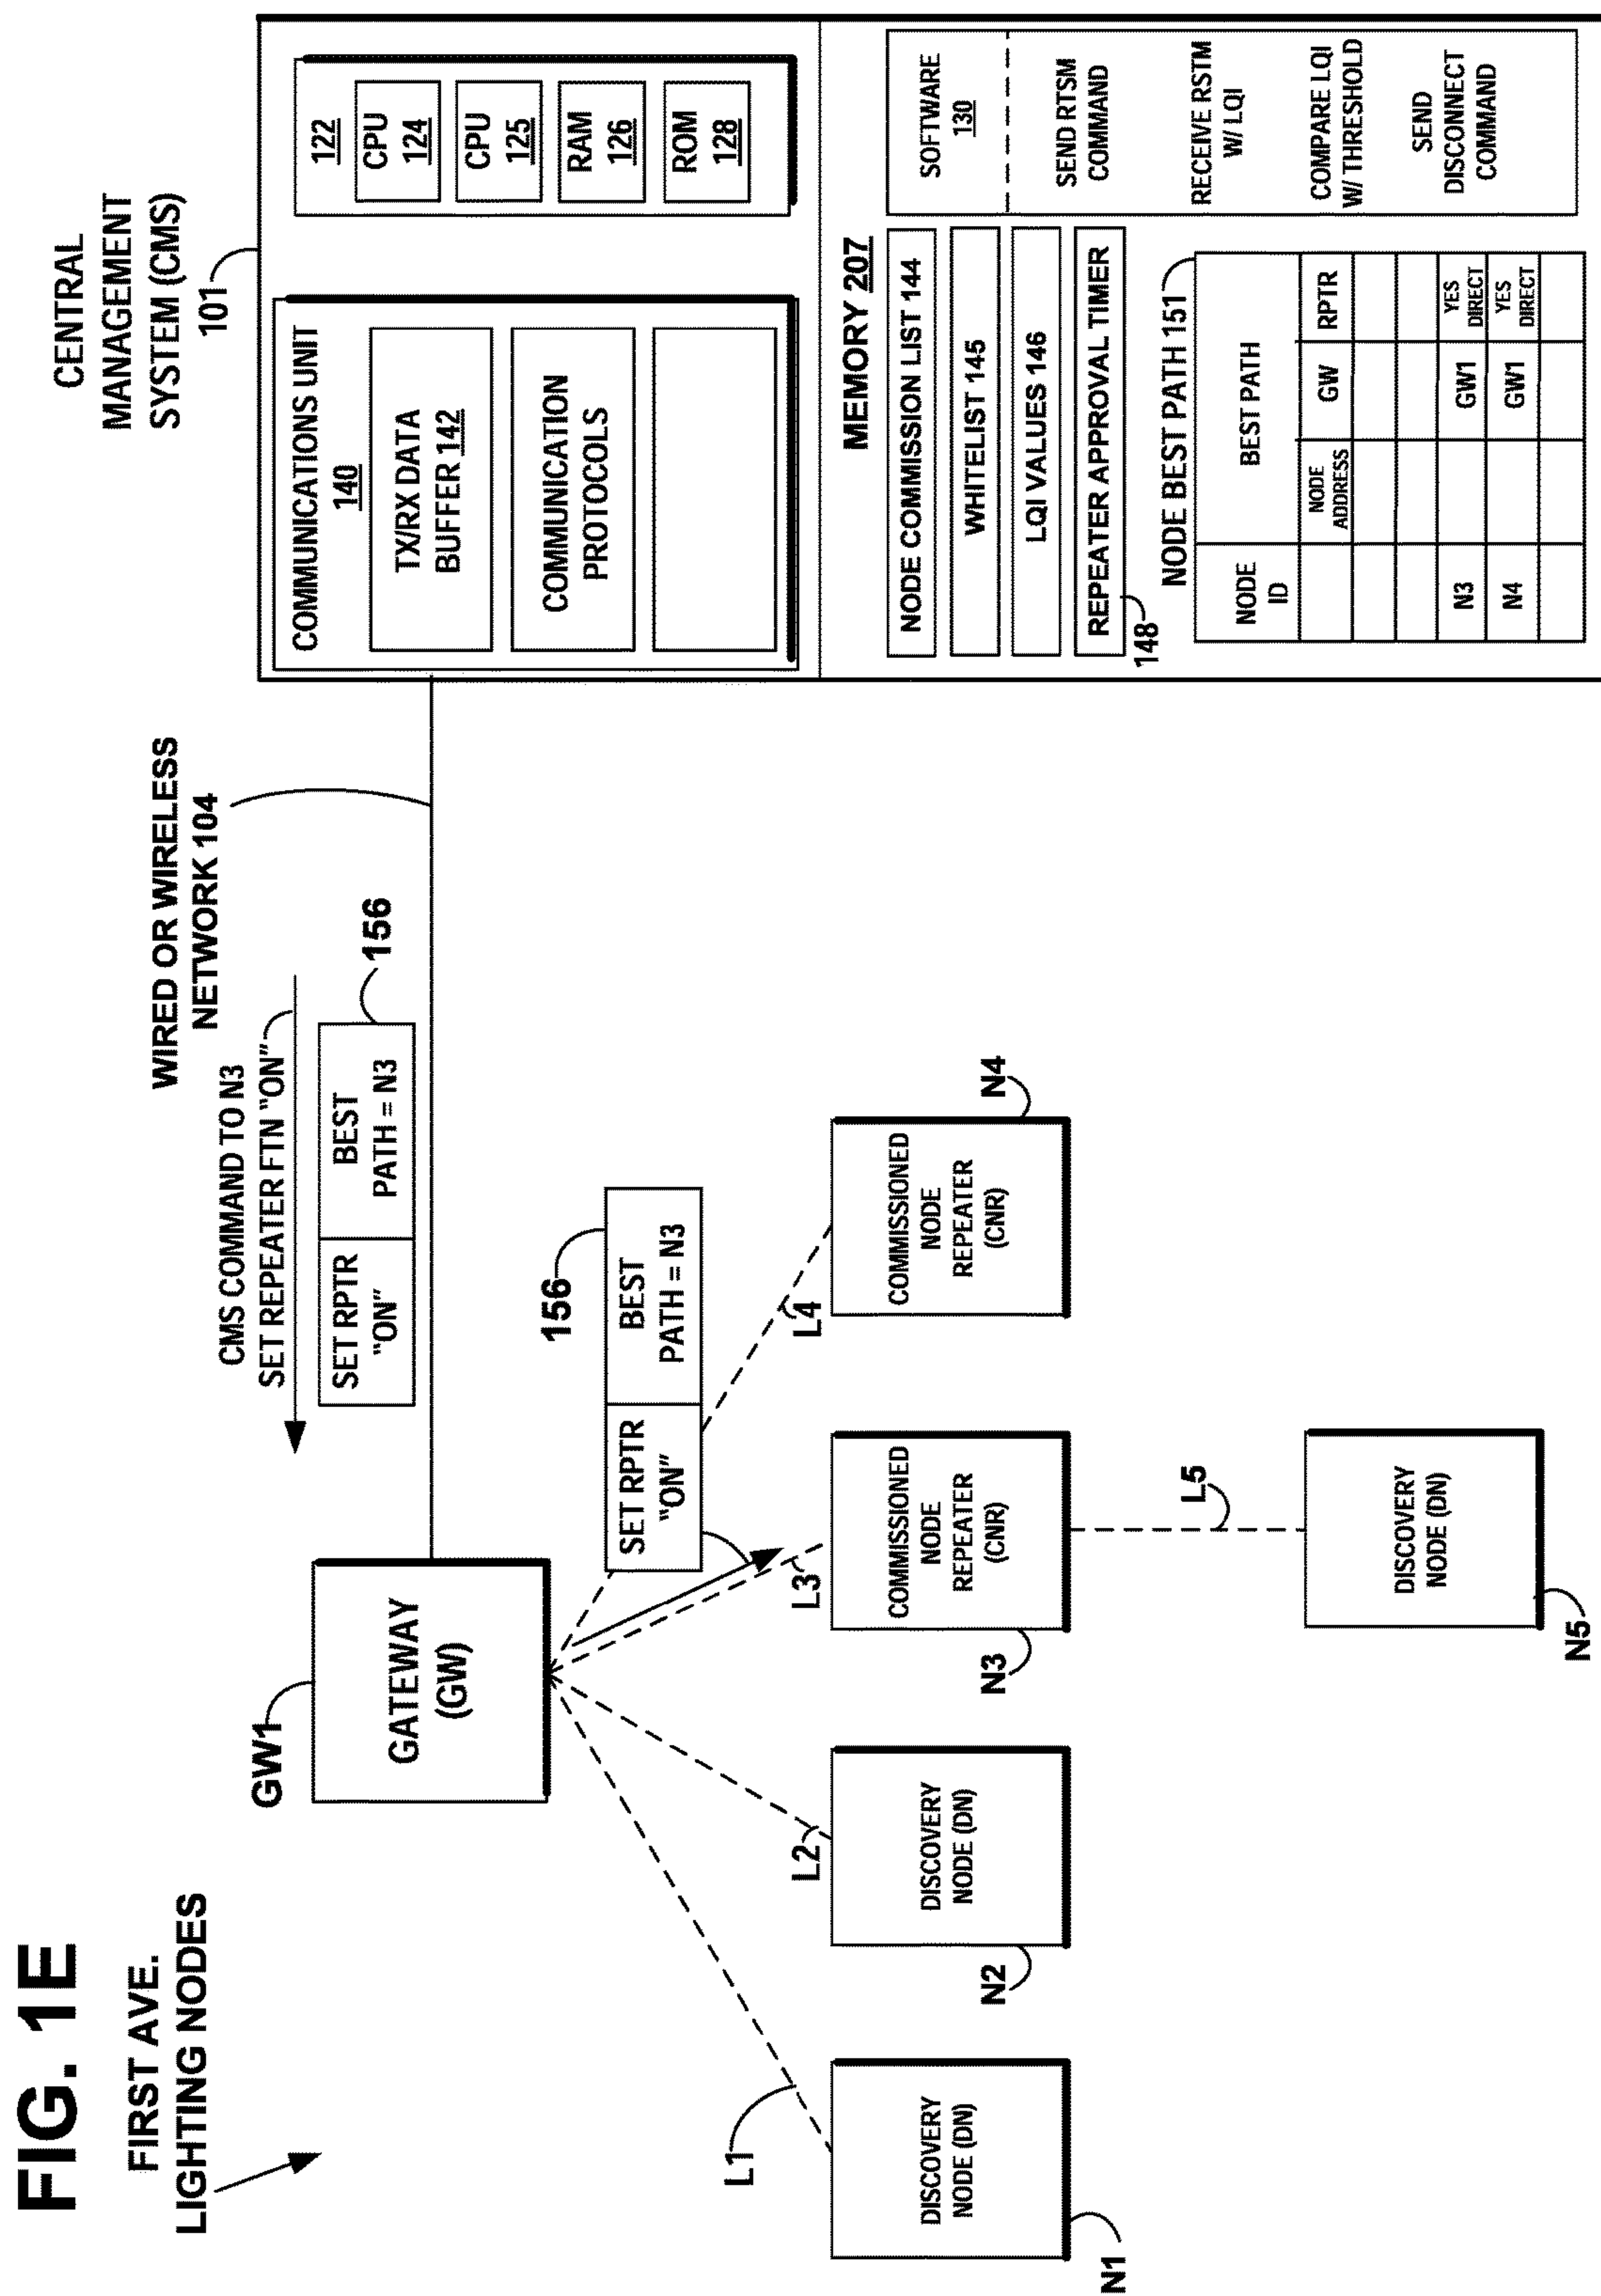 FIG. 1E
FIRST AVE.
LIGHTING NODES
GW1
GATEWAY
(GW)
CMS COMMAND TO N3
SET REPEATER FTN "ON"
SET RPTR
"ON"
BEST
PATH = N3
156
WIRED OR WIRELESS
NETWORK 104
SET RPTR
"ON"
BEST
PATH = N3
156
L1
L2
L3
L4
DISCOVERY
NODE (DN)
N1
DISCOVERY
NODE (DN)
N2
COMMISSIONED
NODE
REPEATER
(CNR)
N3
COMMISSIONED
NODE
REPEATER
(CNR)
N4
L5
DISCOVERY
NODE (DN)
N5
CENTRAL
MANAGEMENT
SYSTEM (CMS)
101
COMMUNICATIONS UNIT
140
TX/RX DATA
BUFFER 142
COMMUNICATION
PROTOCOLS
122
CPU
124
CPU
125
RAM
126
ROM
128
MEMORY 207
NODE COMMISSION LIST 144
WHITELIST 145
LQI VALUES 146
REPEATER APPROVAL TIMER
148
NODE BEST PATH 151
NODE
ID
BEST PATH
NODE
ADDRESS
GW
RPTR
N3
GW1
YES
DIRECT
N4
GW1
YES
DIRECT
SOFTWARE
130
SEND RTSM
COMMAND
RECEIVE RSTM
W/ LQI
COMPARE LQI
W/ THRESHOLD
SEND
DISCONNECT
COMMAND